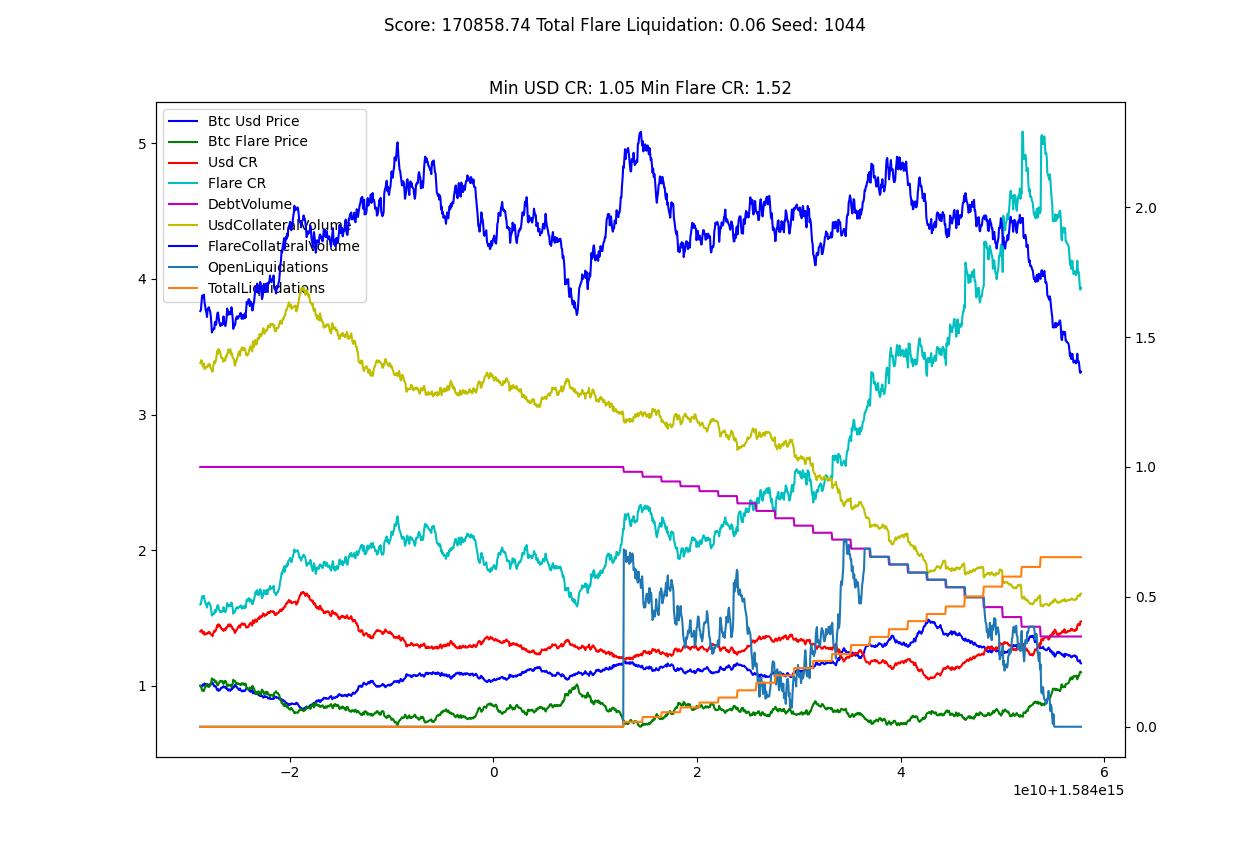 Score: 170858.74 Total Flare Liquidation: 0.06 Seed: 1044
Min USD CR: 1.05 Min Flare CR: 1.52
Btc Usd Price
Btc Flare Price
Usd CR
Flare CR
DebtVolume
UsdCollateralVolume
FlareCollateralVolume
OpenLiquidations
TotalLiquidations
5
4
3
2
1
2.0
1.5
1.0
0.5
0.0
−2
0
2
4
6
1e10+1.584e15